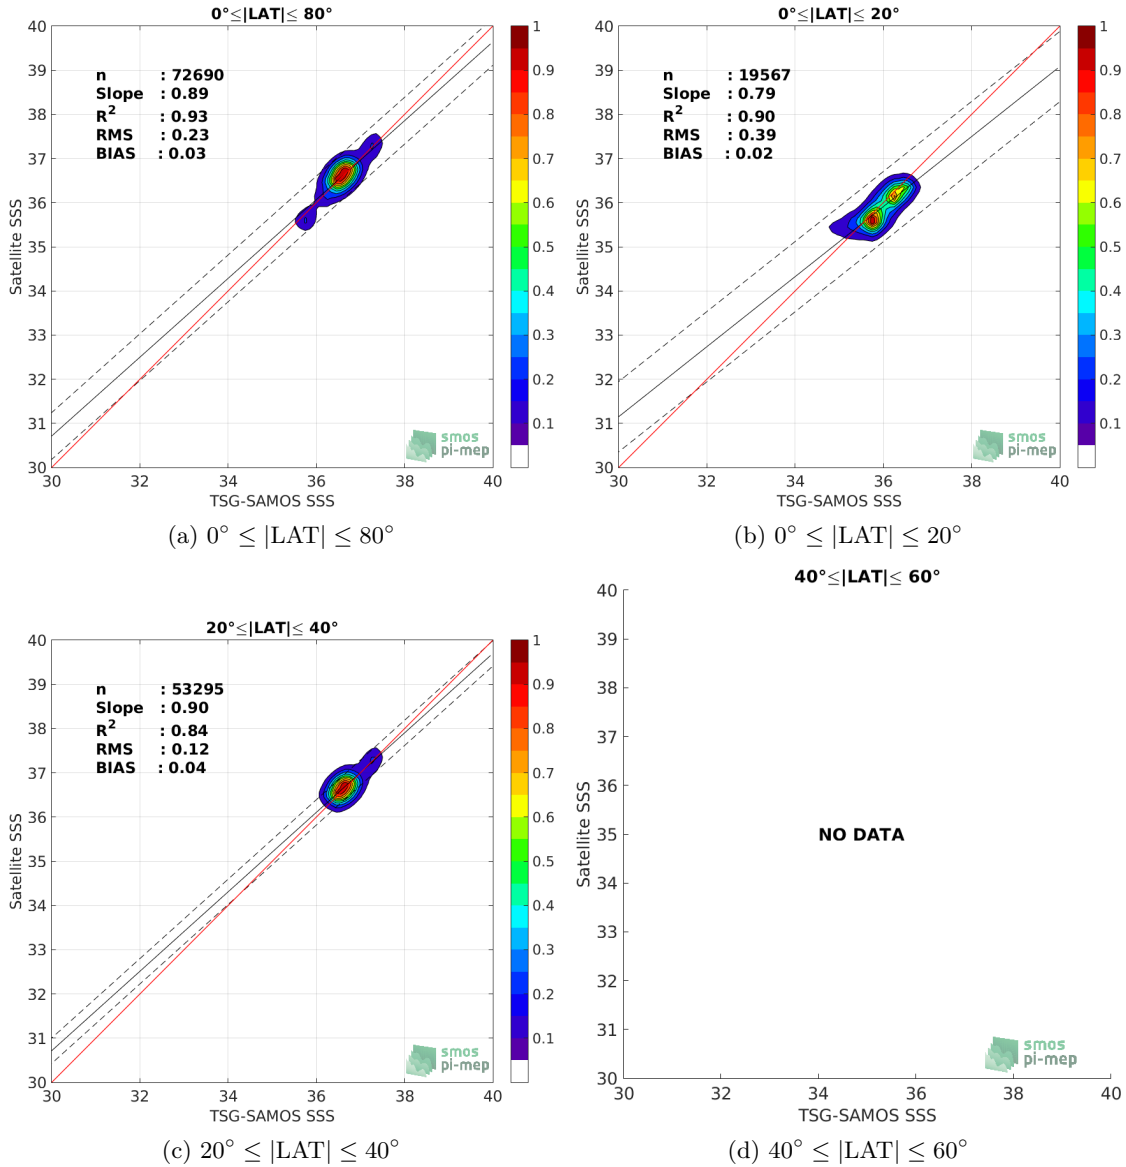 0°≤|LAT|≤ 80°
n : 72690
Slope : 0.89
R2 : 0.93
RMS : 0.23
BIAS : 0.03
40
39
38
37
36
35
34
33
32
31
30
Satellite SSS
30 32 34 36 38 40
TSG-SAMOS SSS
smos
pi-mep
1
0.9
0.8
0.7
0.6
0.5
0.4
0.3
0.2
0.1
(a) 0° ≤ |LAT| ≤ 80°
0°≤|LAT|≤ 20°
n : 19567
Slope : 0.79
R2 : 0.90
RMS : 0.39
BIAS : 0.02
40
39
38
37
36
35
34
33
32
31
30
Satellite SSS
30 32 34 36 38 40
TSG-SAMOS SSS
smos
pi-mep
1
0.9
0.8
0.7
0.6
0.5
0.4
0.3
0.2
0.1
(b) 0° ≤ |LAT| ≤ 20°
20°≤|LAT|≤ 40°
n : 53295
Slope : 0.90
R2 : 0.84
RMS : 0.12
BIAS : 0.04
40
39
38
37
36
35
34
33
32
31
30
Satellite SSS
30 32 34 36 38 40
TSG-SAMOS SSS
smos
pi-mep
1
0.9
0.8
0.7
0.6
0.5
0.4
0.3
0.2
0.1
(c) 20° ≤ |LAT| ≤ 40°
40°≤|LAT|≤ 60°
40
39
38
37
36
35
34
33
32
31
30
Satellite SSS
NO DATA
30 32 34 36 38 40
TSG-SAMOS SSS
smos
pi-mep
(d) 40° ≤ |LAT| ≤ 60°